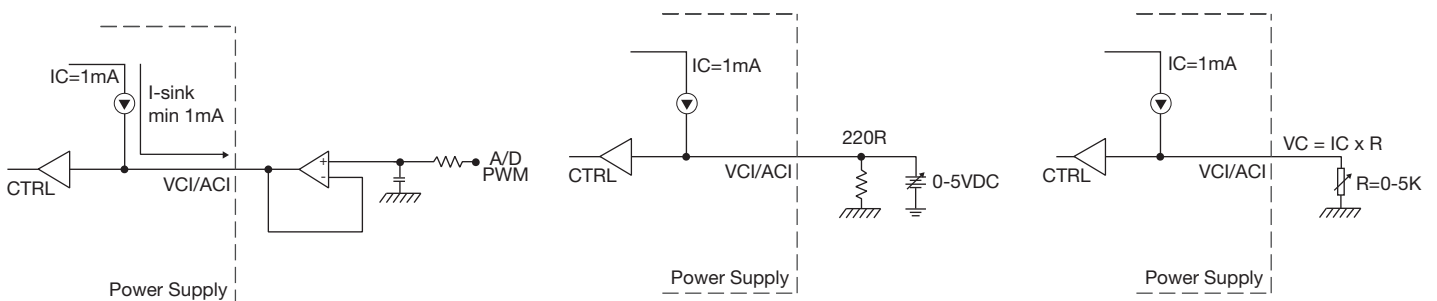 IC=1mA
I-sink
min 1mA
CTRL
VCI/ACI
+
-
A/D
PWM
Power Supply
IC=1mA
CTRL
VCI/ACI
220R
0-5VDC
Power Supply
IC=1mA
CTRL
VCI/ACI
VC = IC x R
R=0-5K
Power Supply